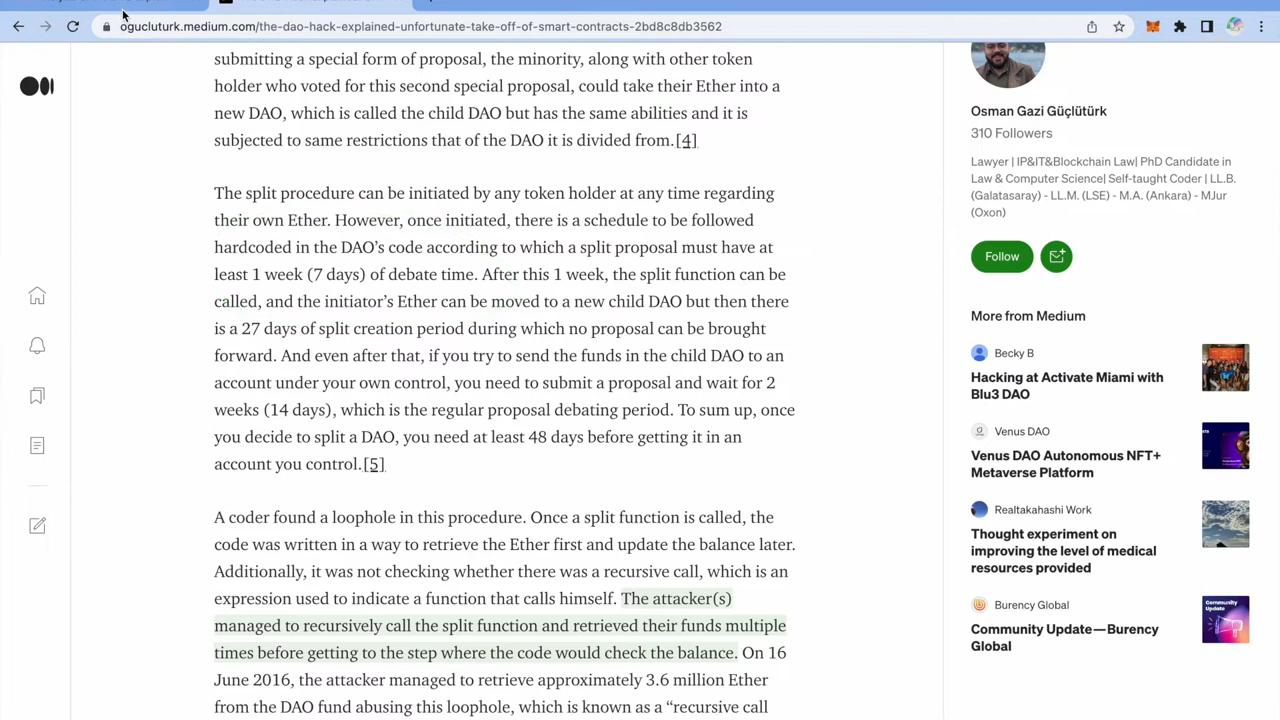 ogucluturk.medium.com/the-dao-hack-explained-unfortunate-take-off-of-smart-contracts-2bd8c8db3562
submitting a special form of proposal, the minority, along with other token
holder who voted for this second special proposal, could take their Ether into a
new DAO, which is called the child DAO but has the same abilities and it is
subjected to same restrictions that of the DAO it is divided from.[4]
The split procedure can be initiated by any token holder at any time regarding
their own Ether. However, once initiated, there is a schedule to be followed
hardcoded in the DAO’s code according to which a split proposal must have at
least 1 week (7 days) of debate time. After this 1 week, the split function can be
called, and the initiator’s Ether can be moved to a new child DAO but then there
is a 27 days of split creation period during which no proposal can be brought
forward. And even after that, if you try to send the funds in the child DAO to an
account under your own control, you need to submit a proposal and wait for 2
weeks (14 days), which is the regular proposal debating period. To sum up, once
you decide to split a DAO, you need at least 48 days before getting it in an
account you control.[5]
A coder found a loophole in this procedure. Once a split function is called, the
code was written in a way to retrieve the Ether first and update the balance later.
Additionally, it was not checking whether there was a recursive call, which is an
expression used to indicate a function that calls himself. The attacker(s)
managed to recursively call the split function and retrieved their funds multiple
times before getting to the step where the code would check the balance. On 16
June 2016, the attacker managed to retrieve approximately 3.6 million Ether
from the DAO fund abusing this loophole, which is known as a “recursive call
Osman Gazi Güçlütürk
310 Followers
Lawyer | IP&IT&Blockchain Law| PhD Candidate in
Law & Computer Science| Self-taught Coder | LL.B.
(Galatasaray) - LL.M. (LSE) - M.A. (Ankara) - MJur
(Oxon)
Follow
More from Medium
Becky B
Hacking at Activate Miami with
Blu3 DAO
Venus DAO
Venus DAO Autonomous NFT+
Metaverse Platform
Realtakahashi Work
Thought experiment on
improving the level of medical
resources provided
Burency Global
Community Update—Burency
Global